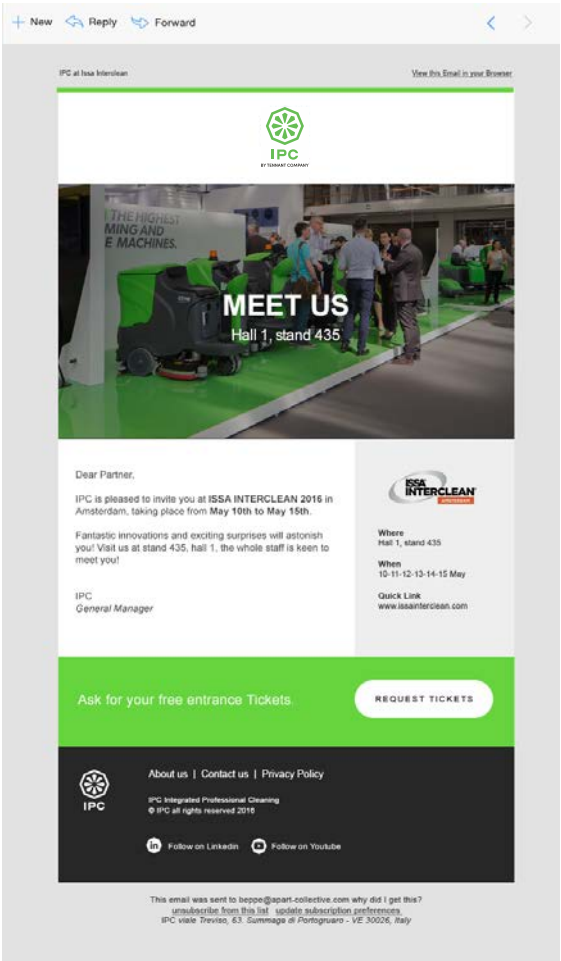 New Reply Forward
IPC at Issa Interclean
View this Email in your Browser
IPC
BY TENNANT COMPANY
THE HIGHEST
MING AND
E MACHINES.
MEET US
Hall 1, stand 435
Dear Partner,
IPC is pleased to invite you at ISSA INTERCLEAN 2016 in
Amsterdam, taking place from May 10th to May 15th.
Fantastic innovations and exciting surprises will astonish
you! Visit us at stand 435, hall 1, the whole staff is keen to
meet you!
IPC
General Manager
ISSA
INTERCLEAN
AMSTERDAM
Where
Hall 1, stand 435
When
10-11-12-13-14-15 May
Quick Link
www.issainterclean.com
Ask for your free entrance Tickets.
REQUEST TICKETS
IPC
About us | Contact us | Privacy Policy
IPC Integrated Professional Cleaning
© IPC all rights reserved 2016
in Follow on Linkedin Follow on Youtube
This email was sent to beppe@apart-collective.com why did I get this?
unsubscribe from this list update subscription preferences
IPC viale Treviso, 63. Summaga di Portogruaro - VE 30026, Italy